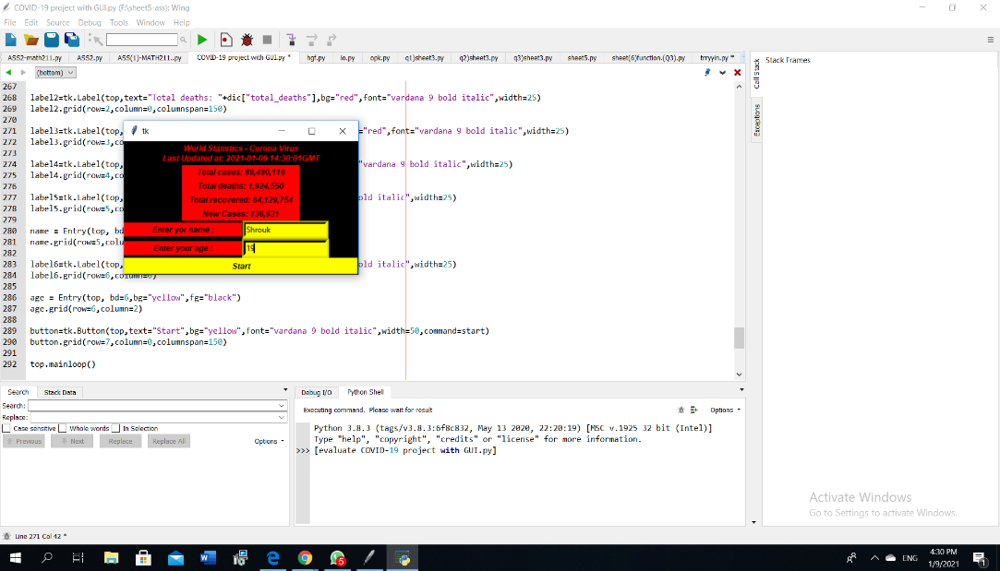 COVID-19 project with GUI.py (F:\sheet5-ass): Wing
File Edit Source Debug Tools Window Help
ASS2-math211.py ASS2.py ASS(1)-MATH211..py COVID-19 project with GUI.py * hgf.py io.py opk.py q1)sheet3.py q2)sheet3.py q3)sheet3.py sheet5.py sheet(6)function.(Q3).py trryyin.py *
(bottom)
267
268 label2=tk.Label(top,text="Total deaths: "+dic["total_deaths"],bg="red",font="vardana 9 bold italic",width=25)
269 label2.grid(row=2,column=0,columnspan=150)
270
271 label3=tk.Label(top, ="red",font="vardana 9 bold italic",width=25)
272 label3.grid(row=3,co
273
274 label4=tk.Label(top, "vardana 9 bold italic",width=25)
275 label4.grid(row=4,co
276
277 label5=tk.Label(top, old italic",width=25)
278 label5.grid(row=5,co
279
280 name = Entry(top, bd
281 name.grid(row=5,colu
282
283 label6=tk.Label(top, old italic",width=25)
284 label6.grid(row=6,column=0)
285
286 age = Entry(top, bd=6,bg="yellow",fg="black")
287 age.grid(row=6,column=2)
288
289 button=tk.Button(top,text="Start",bg="yellow",font="vardana 9 bold italic",width=50,command=start)
290 button.grid(row=7,column=0,columnspan=150)
291
292 top.mainloop()
tk
World Statistics - Corona Virus
Last Updated at: 2021-01-09 14:30:01GMT
Total cases: 89,480,116
Total deaths: 1,924,550
Total recovered: 64,129,754
New Cases: 136,931
Enter yor name : Shrouk
Enter your age : 19
Start
Call Stack
Exceptions
Stack Frames
Search Stack Data
Search:
Replace:
Case sensitive Whole words In Selection
Previous Next Replace Replace All Options
Debug I/O Python Shell
Executing command. Please wait for result Options
Python 3.8.3 (tags/v3.8.3:6f8c832, May 13 2020, 22:20:19) [MSC v.1925 32 bit (Intel)]
Type "help", "copyright", "credits" or "license" for more information.
>>> [evaluate COVID-19 project with GUI.py]
Activate Windows
Go to Settings to activate Windows.
Line 271 Col 42 *
5
ENG
4:30 PM
1/9/2021
1